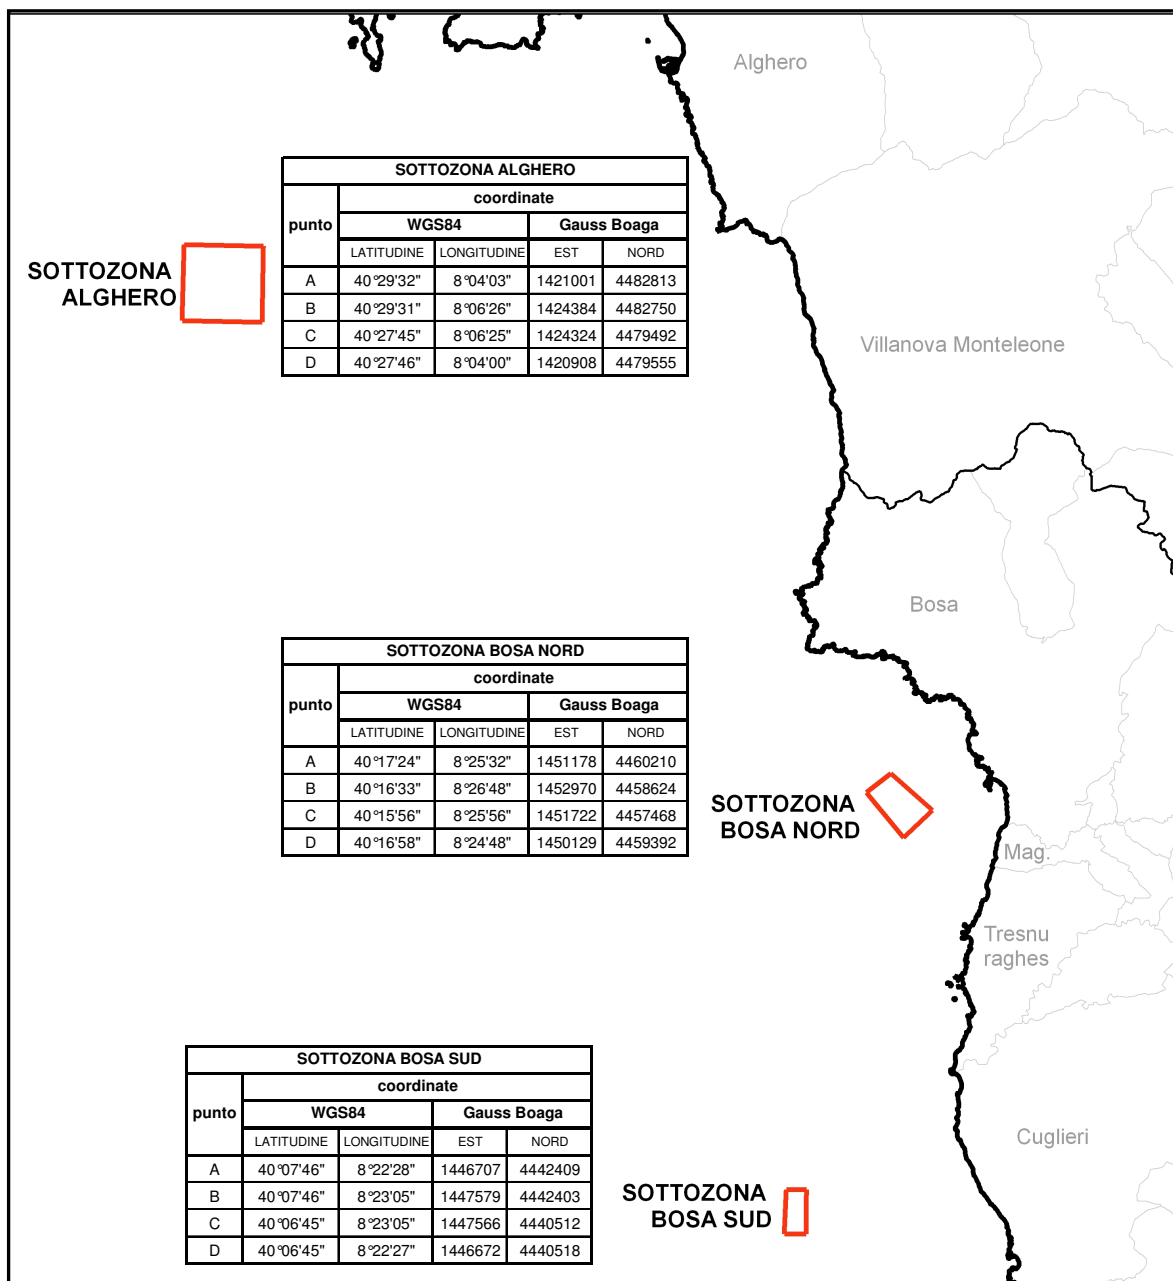 Alghero
SOTTOZONA ALGHERO
coordinate
punto
WGS84 Gauss Boaga
LATITUDINE LONGITUDINE EST NORD
A 40°29'32" 8°04'03" 1421001 4482813
B 40°29'31" 8°06'26" 1424384 4482750
C 40°27'45" 8°06'25" 1424324 4479492
D 40°27'46" 8°04'00" 1420908 4479555
SOTTOZONA
ALGHERO
Villanova Monteleone
Bosa
SOTTOZONA BOSA NORD
coordinate
punto
WGS84 Gauss Boaga
LATITUDINE LONGITUDINE EST NORD
A 40°17'24" 8°25'32" 1451178 4460210
B 40°16'33" 8°26'48" 1452970 4458624
C 40°15'56" 8°25'56" 1451722 4457468
D 40°16'58" 8°24'48" 1450129 4459392
SOTTOZONA
BOSA NORD
Mag.
Tresnu
raghes
SOTTOZONA BOSA SUD
coordinate
punto
WGS84 Gauss Boaga
LATITUDINE LONGITUDINE EST NORD
A 40°07'46" 8°22'28" 1446707 4442409
B 40°07'46" 8°23'05" 1447579 4442403
C 40°06'45" 8°23'05" 1447566 4440512
D 40°06'45" 8°22'27" 1446672 4440518
Cuglieri
SOTTOZONA
BOSA SUD